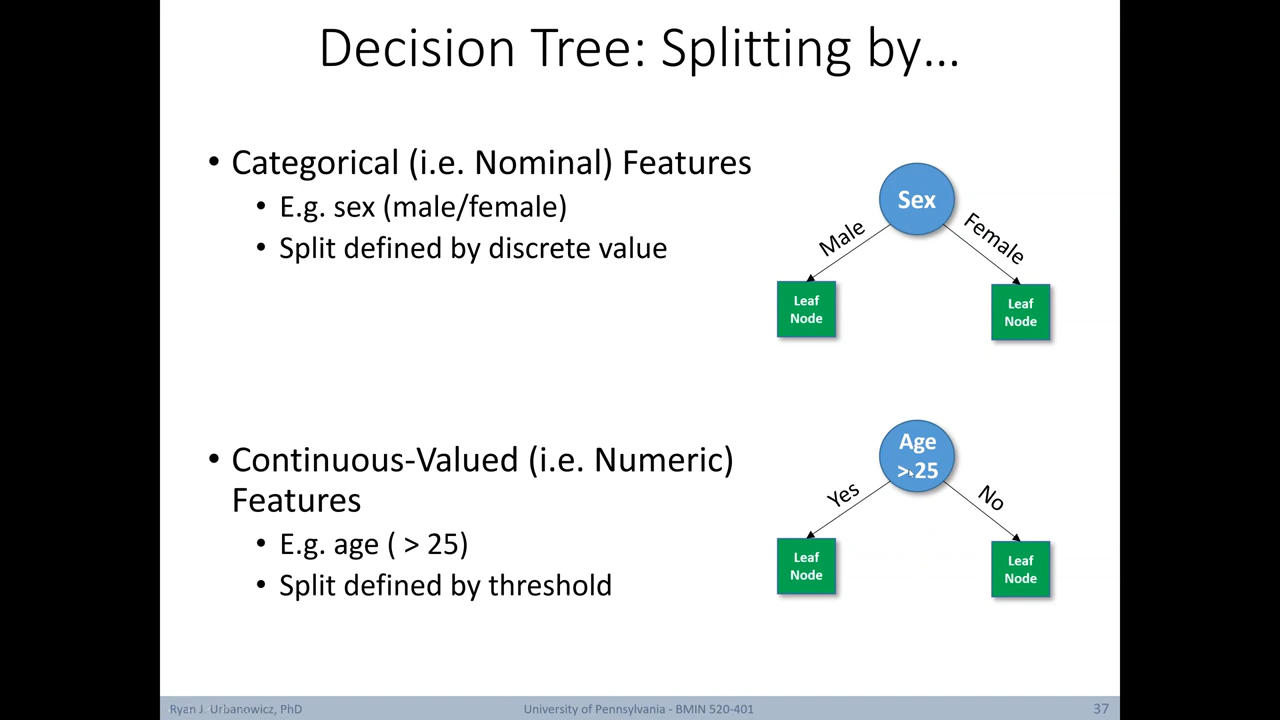 Decision Tree: Splitting by...
• Categorical (i.e. Nominal) Features
• E.g. sex (male/female)
• Split defined by discrete value
Sex
Male
Female
Leaf
Node
Leaf
Node
• Continuous-Valued (i.e. Numeric)
Features
• E.g. age ( > 25)
• Split defined by threshold
Age
>25
Yes
No
Leaf
Node
Leaf
Node
Ryan J. Urbanowicz, PhD
University of Pennsylvania - BMIN 520-401
37